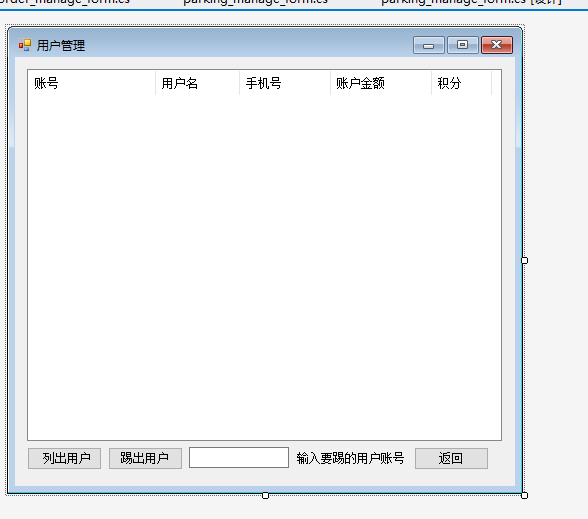 order_manage_form.cs parking_manage_form.cs parking_manage_form.cs [设计]
用户管理
账号 用户名 手机号 账户金额 积分
列出用户 踢出用户 输入要踢的用户账号 返回